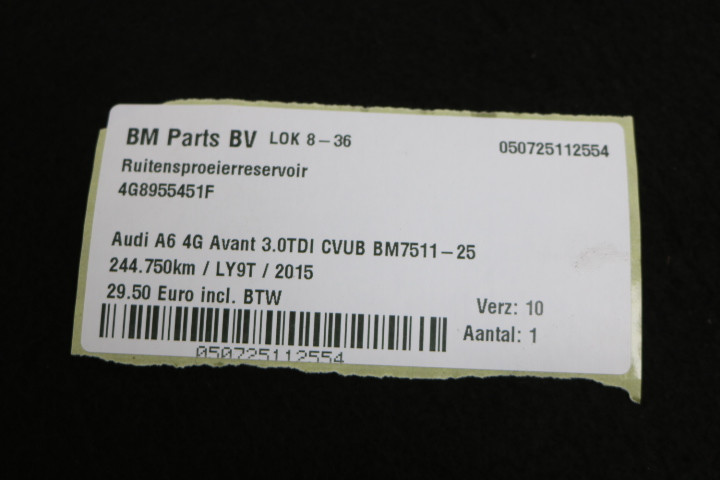 BM Parts BV LOK 8-36 050725112554
Ruitensproeierreservoir
4G8955451F
Audi A6 4G Avant 3.0TDI CVUB BM7511-25
244.750km / LY9T / 2015
29.50 Euro incl. BTW
Verz: 10
Aantal: 1
050725112554